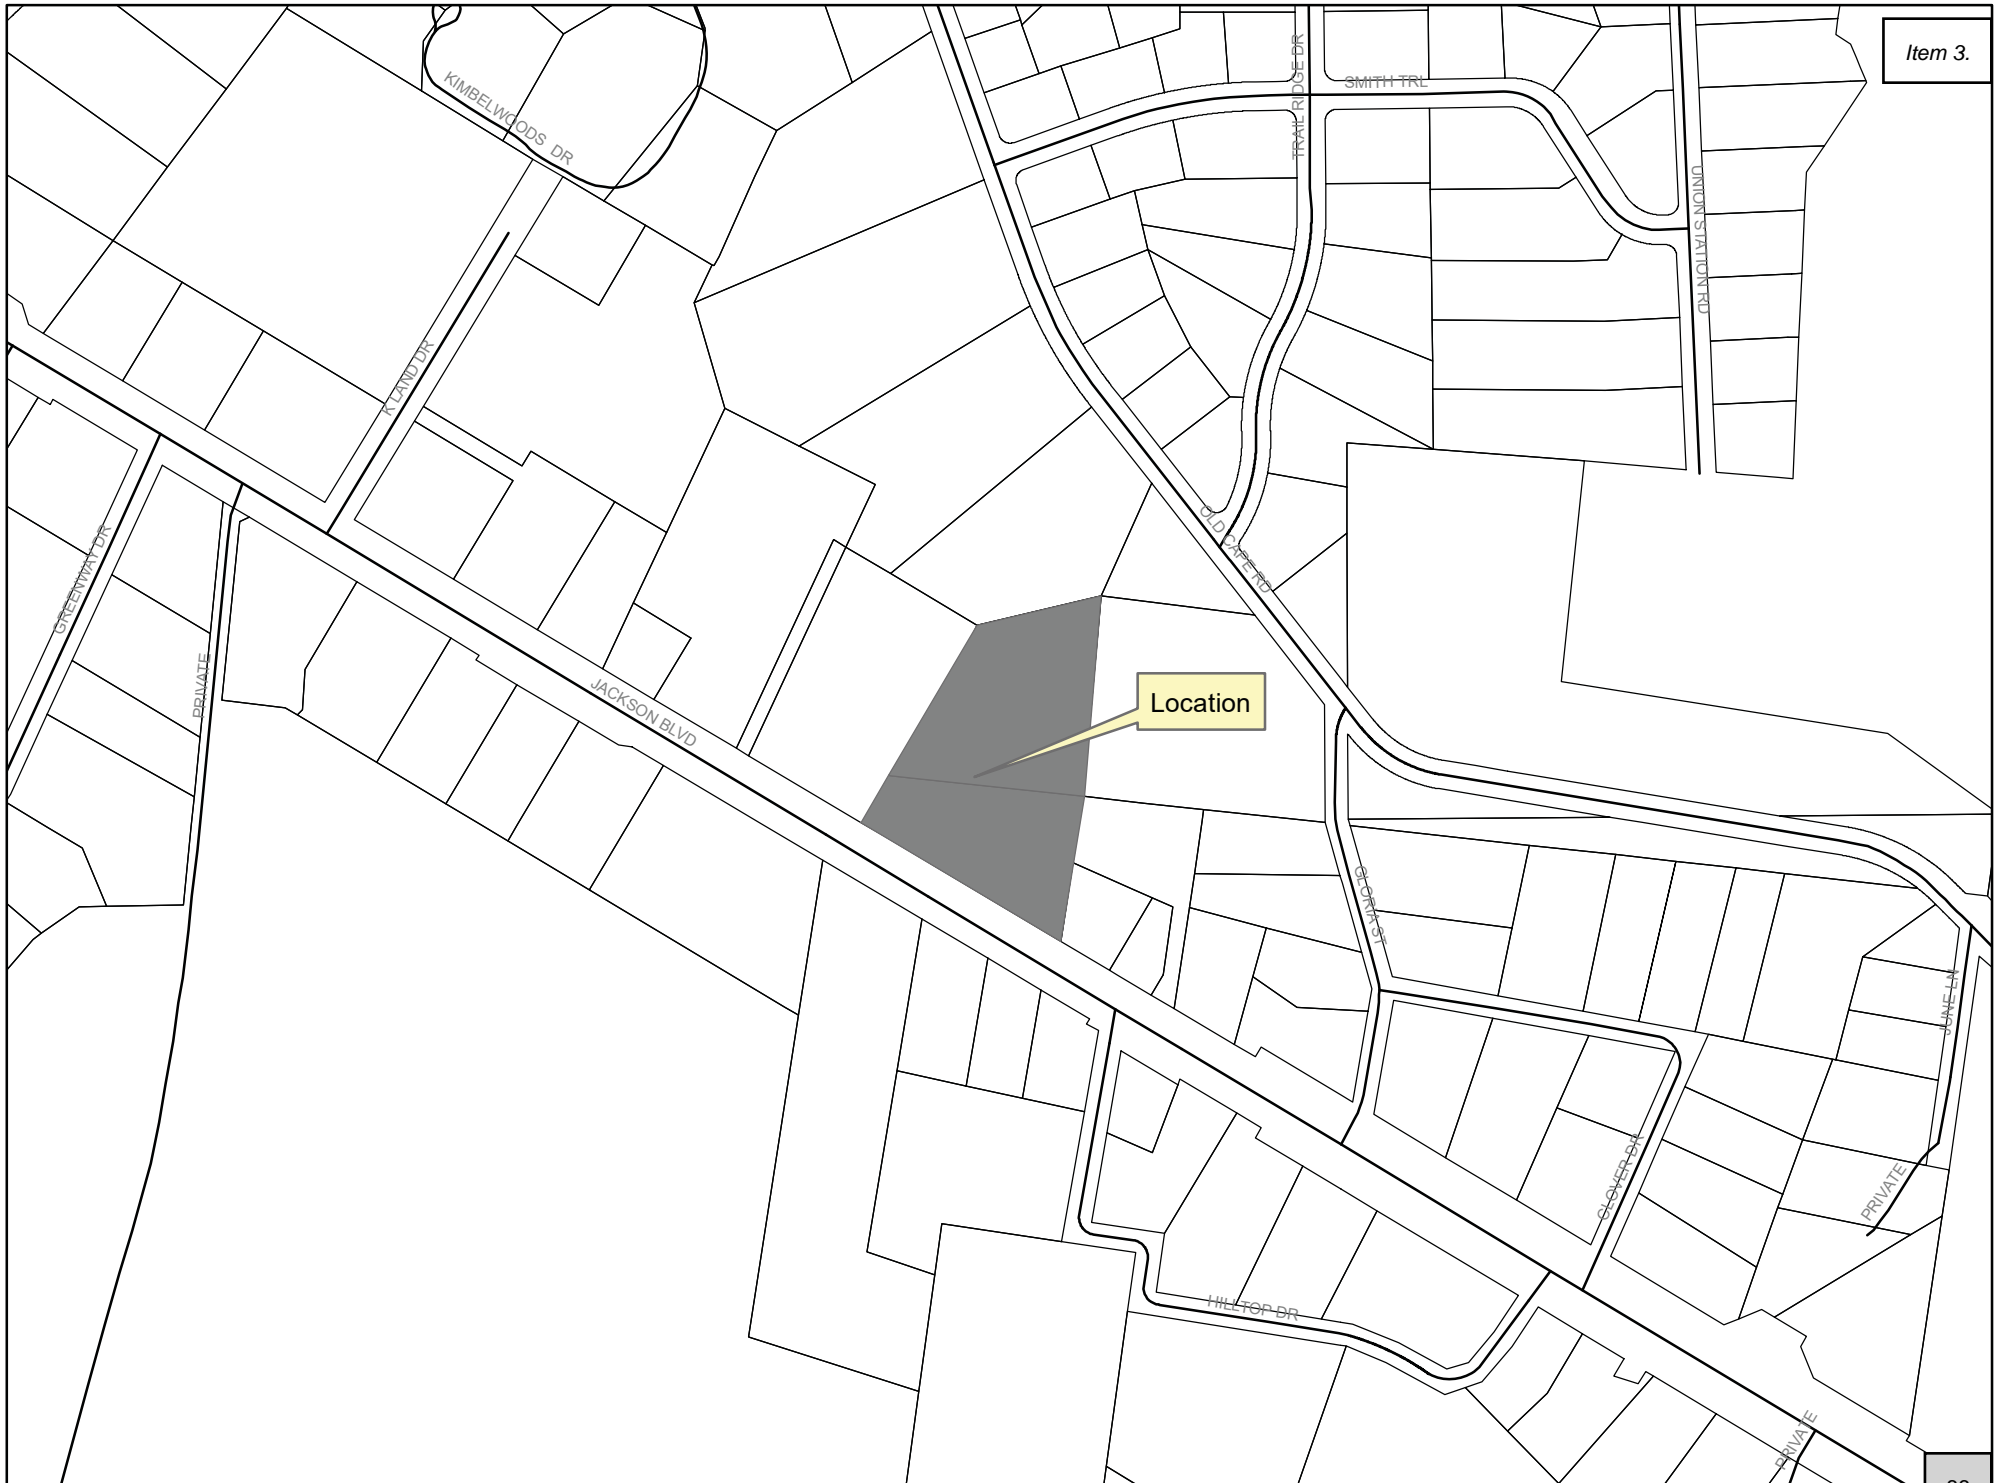 Item 3.
KIMBELWOODS DR
TRAIL RIDGE DR
SMITH TRL
UNION STATION RD
K LAND DR
GREENWAY DR
OLD CAPE RD
PRIVATE
JACKSON BLVD
Location
GLORIA ST
JUNE LN
CLOVER DR
PRIVATE
HILLTOP DR
PRIVATE